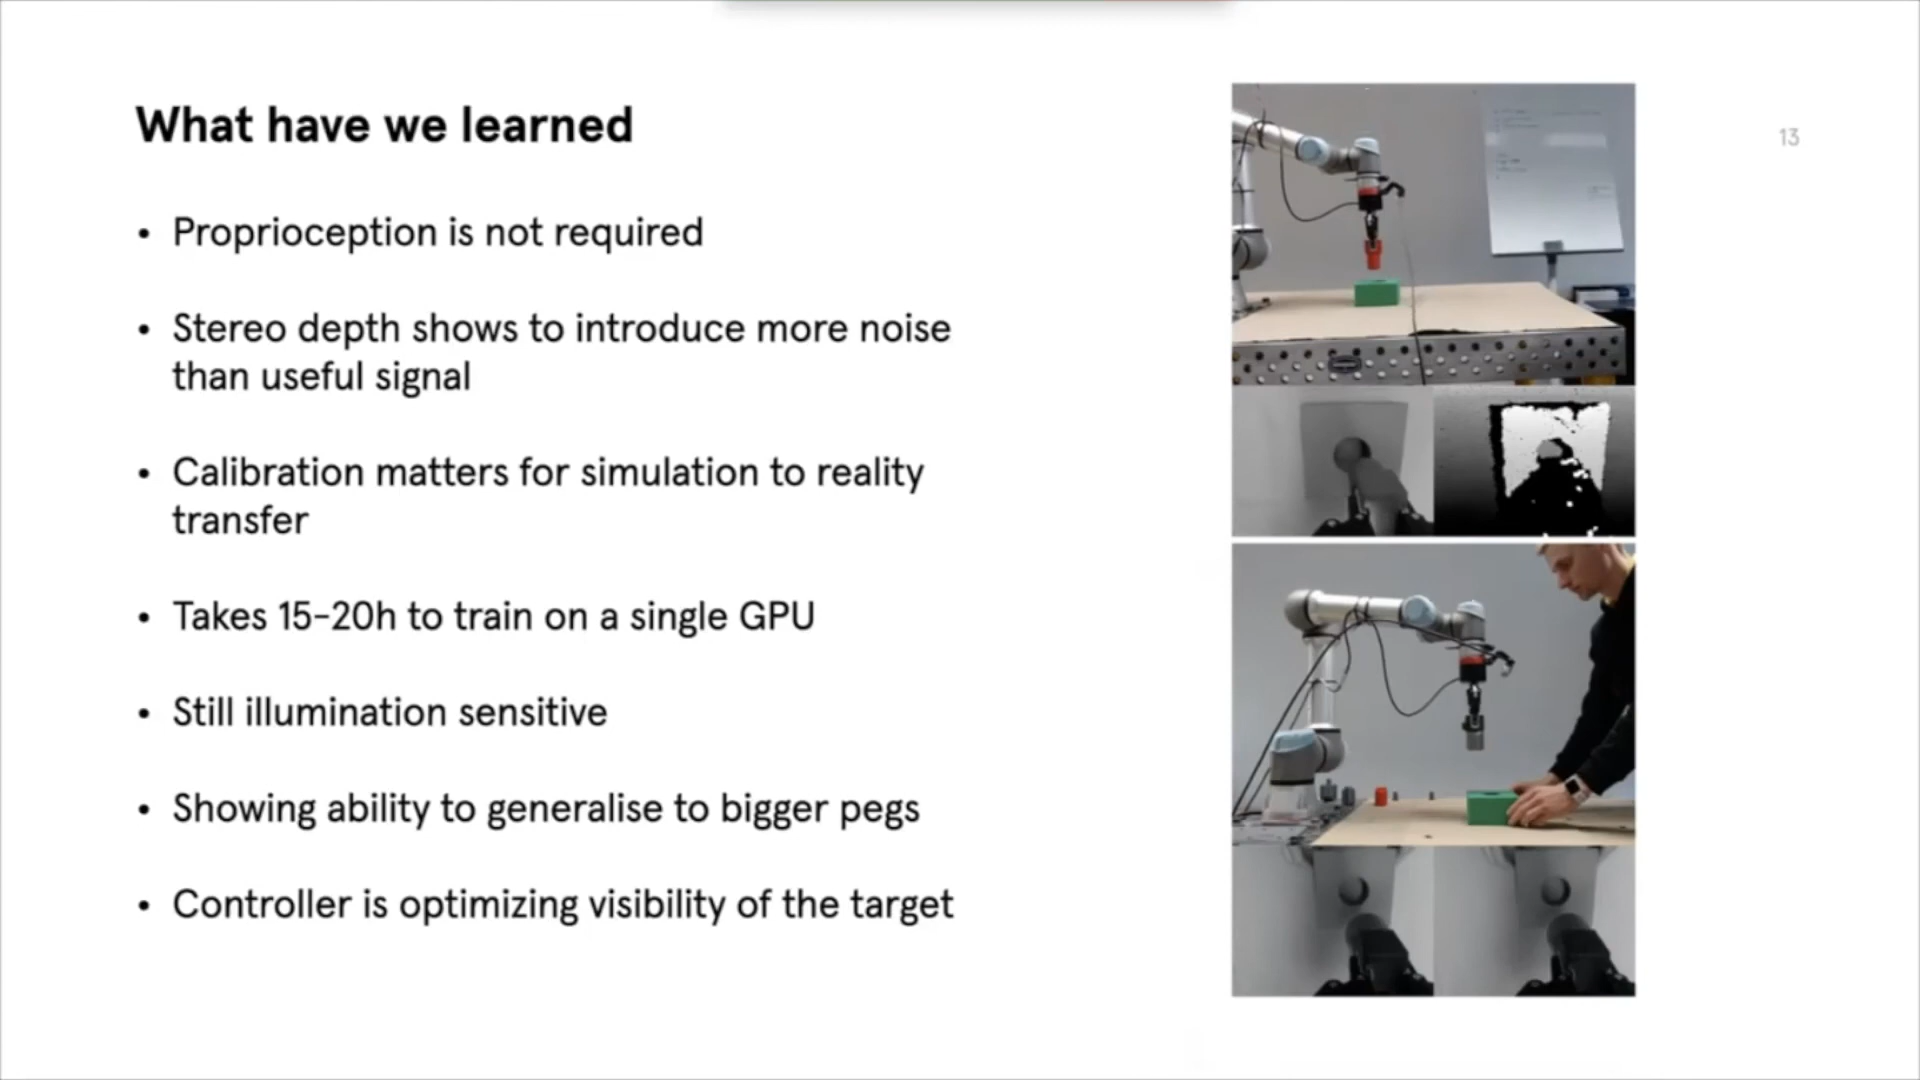 What have we learned
13
• Proprioception is not required
• Stereo depth shows to introduce more noise
than useful signal
• Calibration matters for simulation to reality
transfer
• Takes 15-20h to train on a single GPU
• Still illumination sensitive
• Showing ability to generalise to bigger pegs
• Controller is optimizing visibility of the target